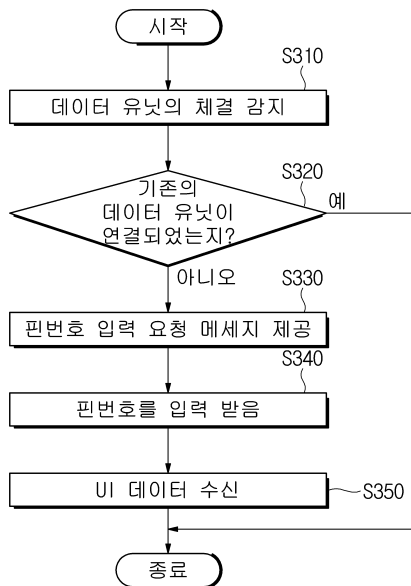 시작
S310
데이터 유닛의 체결 감지
S320
기존의
데이터 유닛이
연결되었는지?
예
아니오
S330
핀번호 입력 요청 메세지 제공
S340
핀번호를 입력 받음
UI 데이터 수신
S350
종료